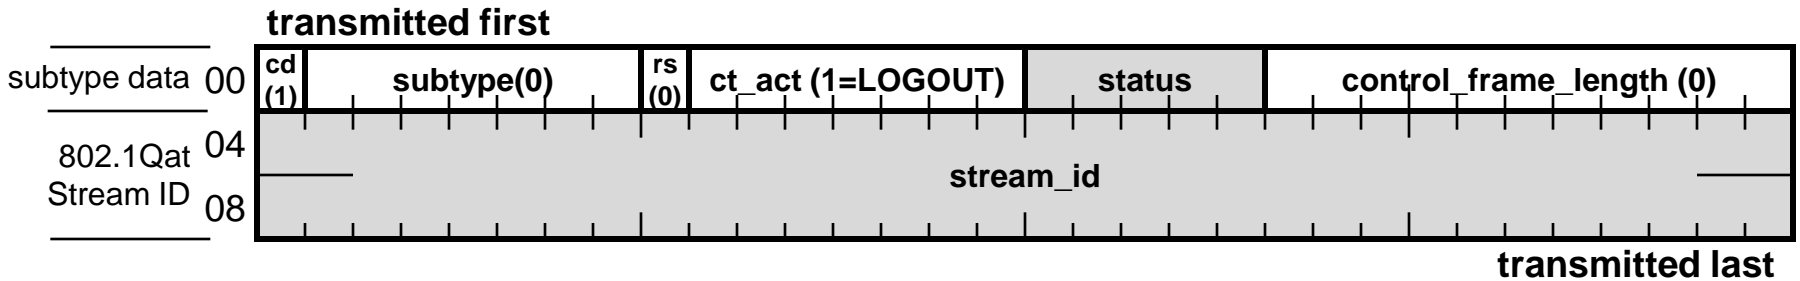 transmitted first
subtype data 00 cd (1) subtype(0) rs (0) ct_act (1=LOGOUT) status control_frame_length (0)
802.1Qat Stream ID 04 stream_id
08
transmitted last